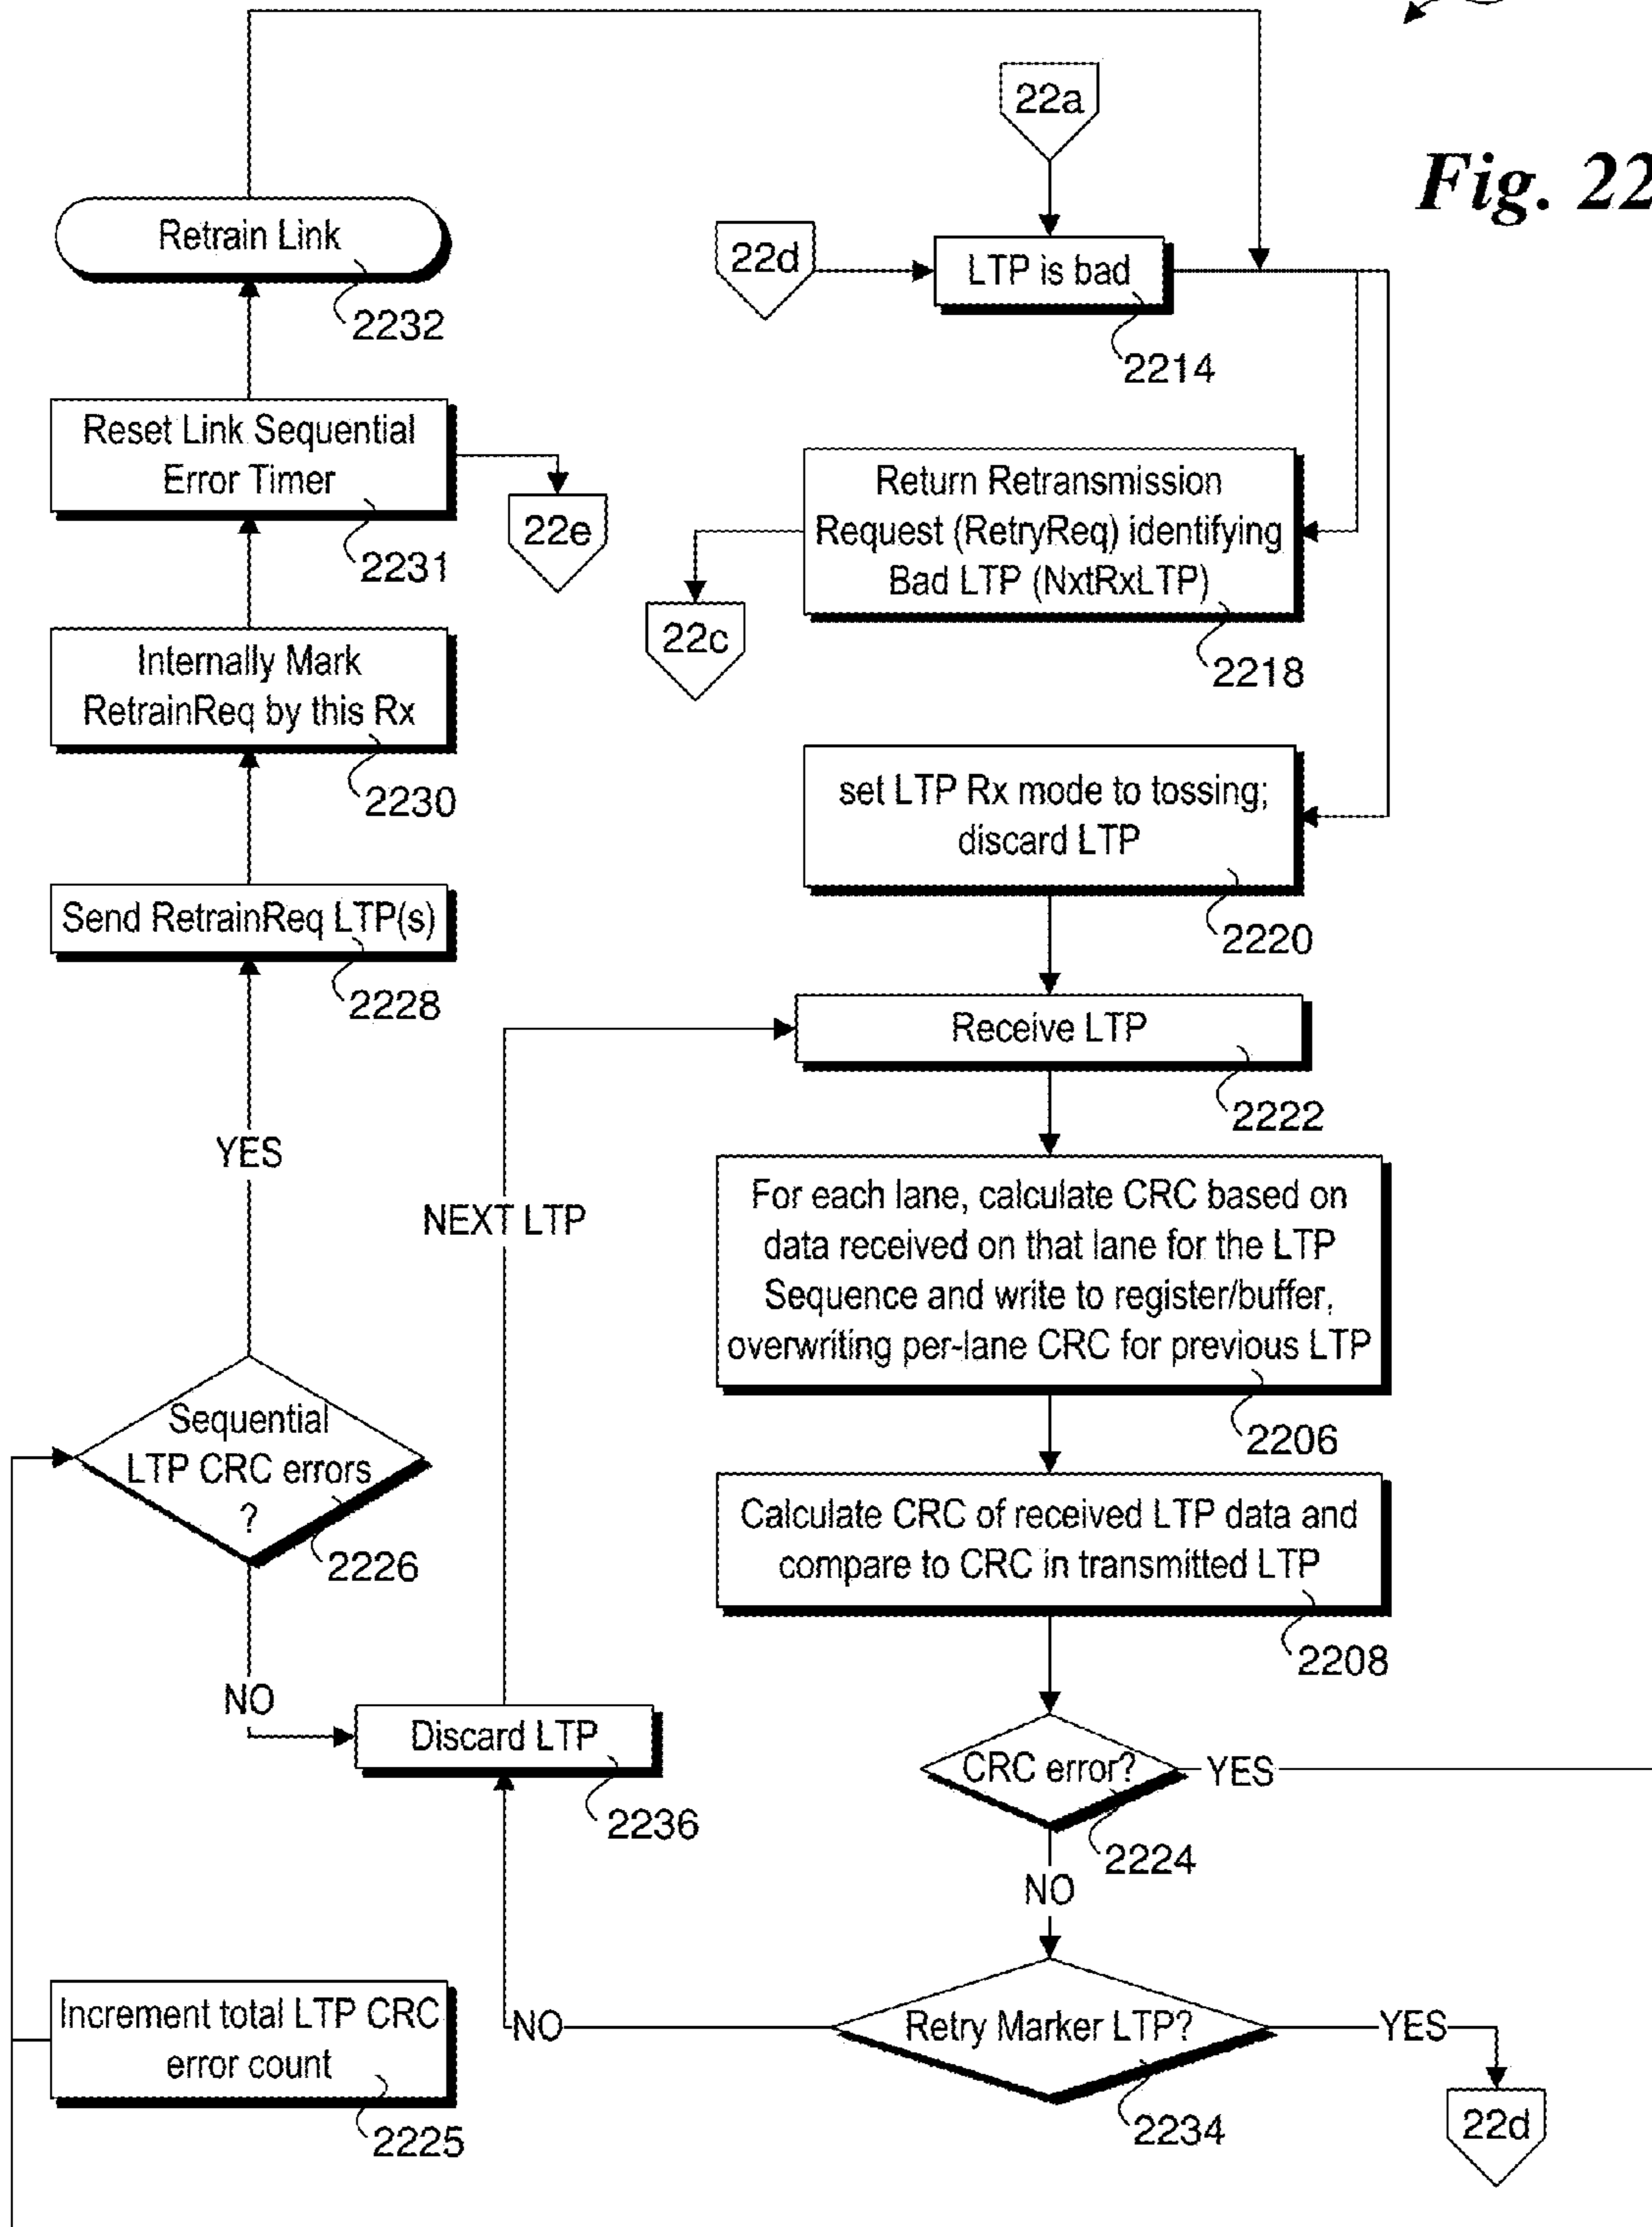 22a
Fig. 22
Retrain Link
2232
22d
LTP is bad
2214
Reset Link Sequential
Error Timer
2231
22e
Return Retransmission
Request (RetryReq) identifying
Bad LTP (NxtRxLTP)
2218
22c
Internally Mark
RetrainReq by this Rx
2230
set LTP Rx mode to tossing;
discard LTP
2220
Send RetrainReq LTP(s)
2228
Receive LTP
2222
YES
NEXT LTP
For each lane, calculate CRC based on
data received on that lane for the LTP
Sequence and write to register/buffer,
overwriting per-lane CRC for previous LTP
2206
Sequential
LTP CRC errors
?
2226
Calculate CRC of received LTP data and
compare to CRC in transmitted LTP
2208
NO
Discard LTP
2236
CRC error?
YES
2224
NO
Increment total LTP CRC
error count
2225
NO
Retry Marker LTP?
YES
2234
22d